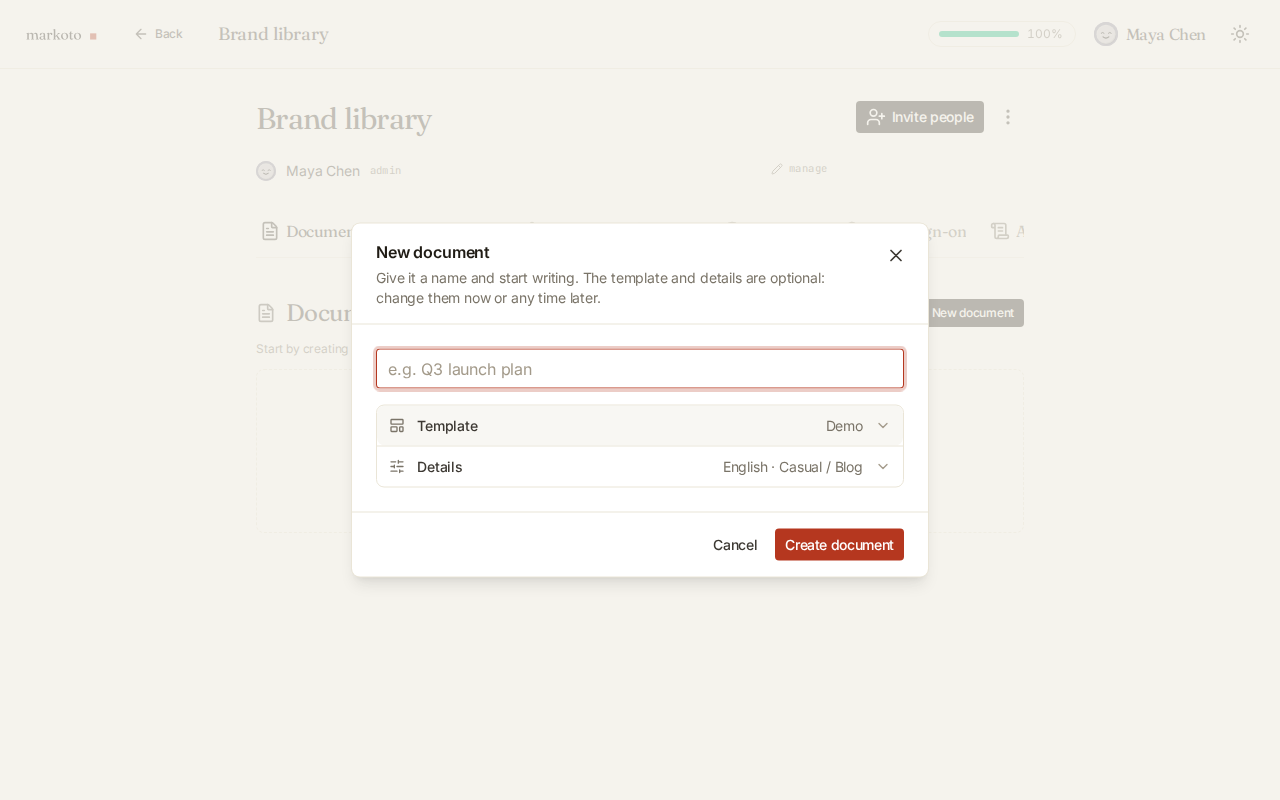 markoto
Back
Brand library
100%
Maya Chen
Brand library
Invite people
Maya Chen admin
manage
New document
Give it a name and start writing. The template and details are optional:
change them now or any time later.
e.g. Q3 launch plan
Template
Demo
Details
English · Casual / Blog
Cancel
Create document
New document
Start by creating